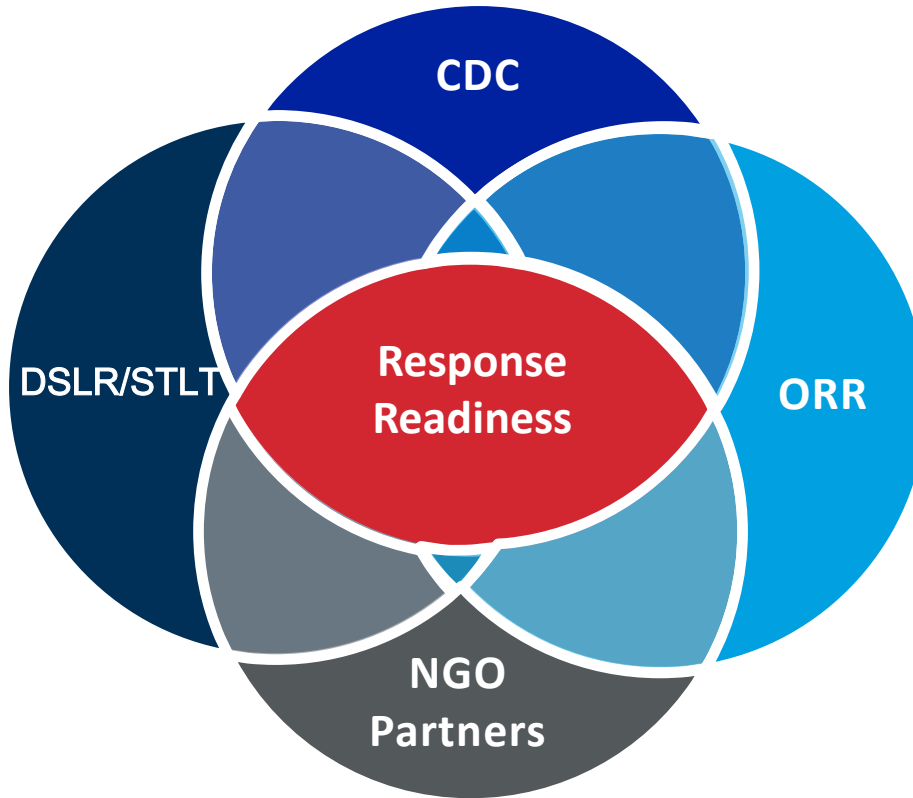 CDC
DSLR/STLT
Response
Readiness
ORR
NGO
Partners